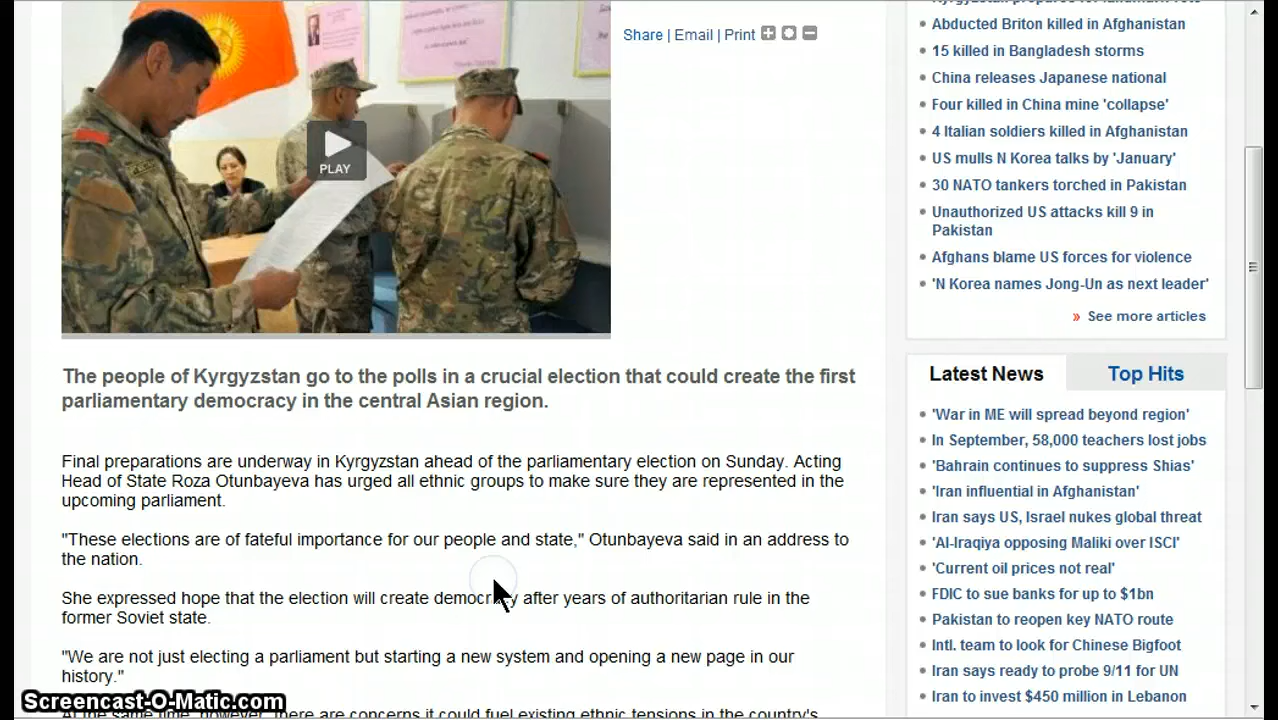 Share | Email | Print
PLAY
The people of Kyrgyzstan go to the polls in a crucial election that could create the first
parliamentary democracy in the central Asian region.
Final preparations are underway in Kyrgyzstan ahead of the parliamentary election on Sunday. Acting
Head of State Roza Otunbayeva has urged all ethnic groups to make sure they are represented in the
upcoming parliament.
"These elections are of fateful importance for our people and state," Otunbayeva said in an address to
the nation.
She expressed hope that the election will create democracy after years of authoritarian rule in the
former Soviet state.
"We are not just electing a parliament but starting a new system and opening a new page in our
history."
At the same time, however, there are concerns it could fuel existing ethnic tensions in the country's
Screencast-O-Matic.com
Kyrgyzstan prepares for landmark vote
Abducted Briton killed in Afghanistan
15 killed in Bangladesh storms
China releases Japanese national
Four killed in China mine 'collapse'
4 Italian soldiers killed in Afghanistan
US mulls N Korea talks by 'January'
30 NATO tankers torched in Pakistan
Unauthorized US attacks kill 9 in
Pakistan
Afghans blame US forces for violence
'N Korea names Jong-Un as next leader'
» See more articles
Latest News Top Hits
'War in ME will spread beyond region'
In September, 58,000 teachers lost jobs
'Bahrain continues to suppress Shias'
'Iran influential in Afghanistan'
Iran says US, Israel nukes global threat
'Al-Iraqiya opposing Maliki over ISCI'
'Current oil prices not real'
FDIC to sue banks for up to $1bn
Pakistan to reopen key NATO route
Intl. team to look for Chinese Bigfoot
Iran says ready to probe 9/11 for UN
Iran to invest $450 million in Lebanon